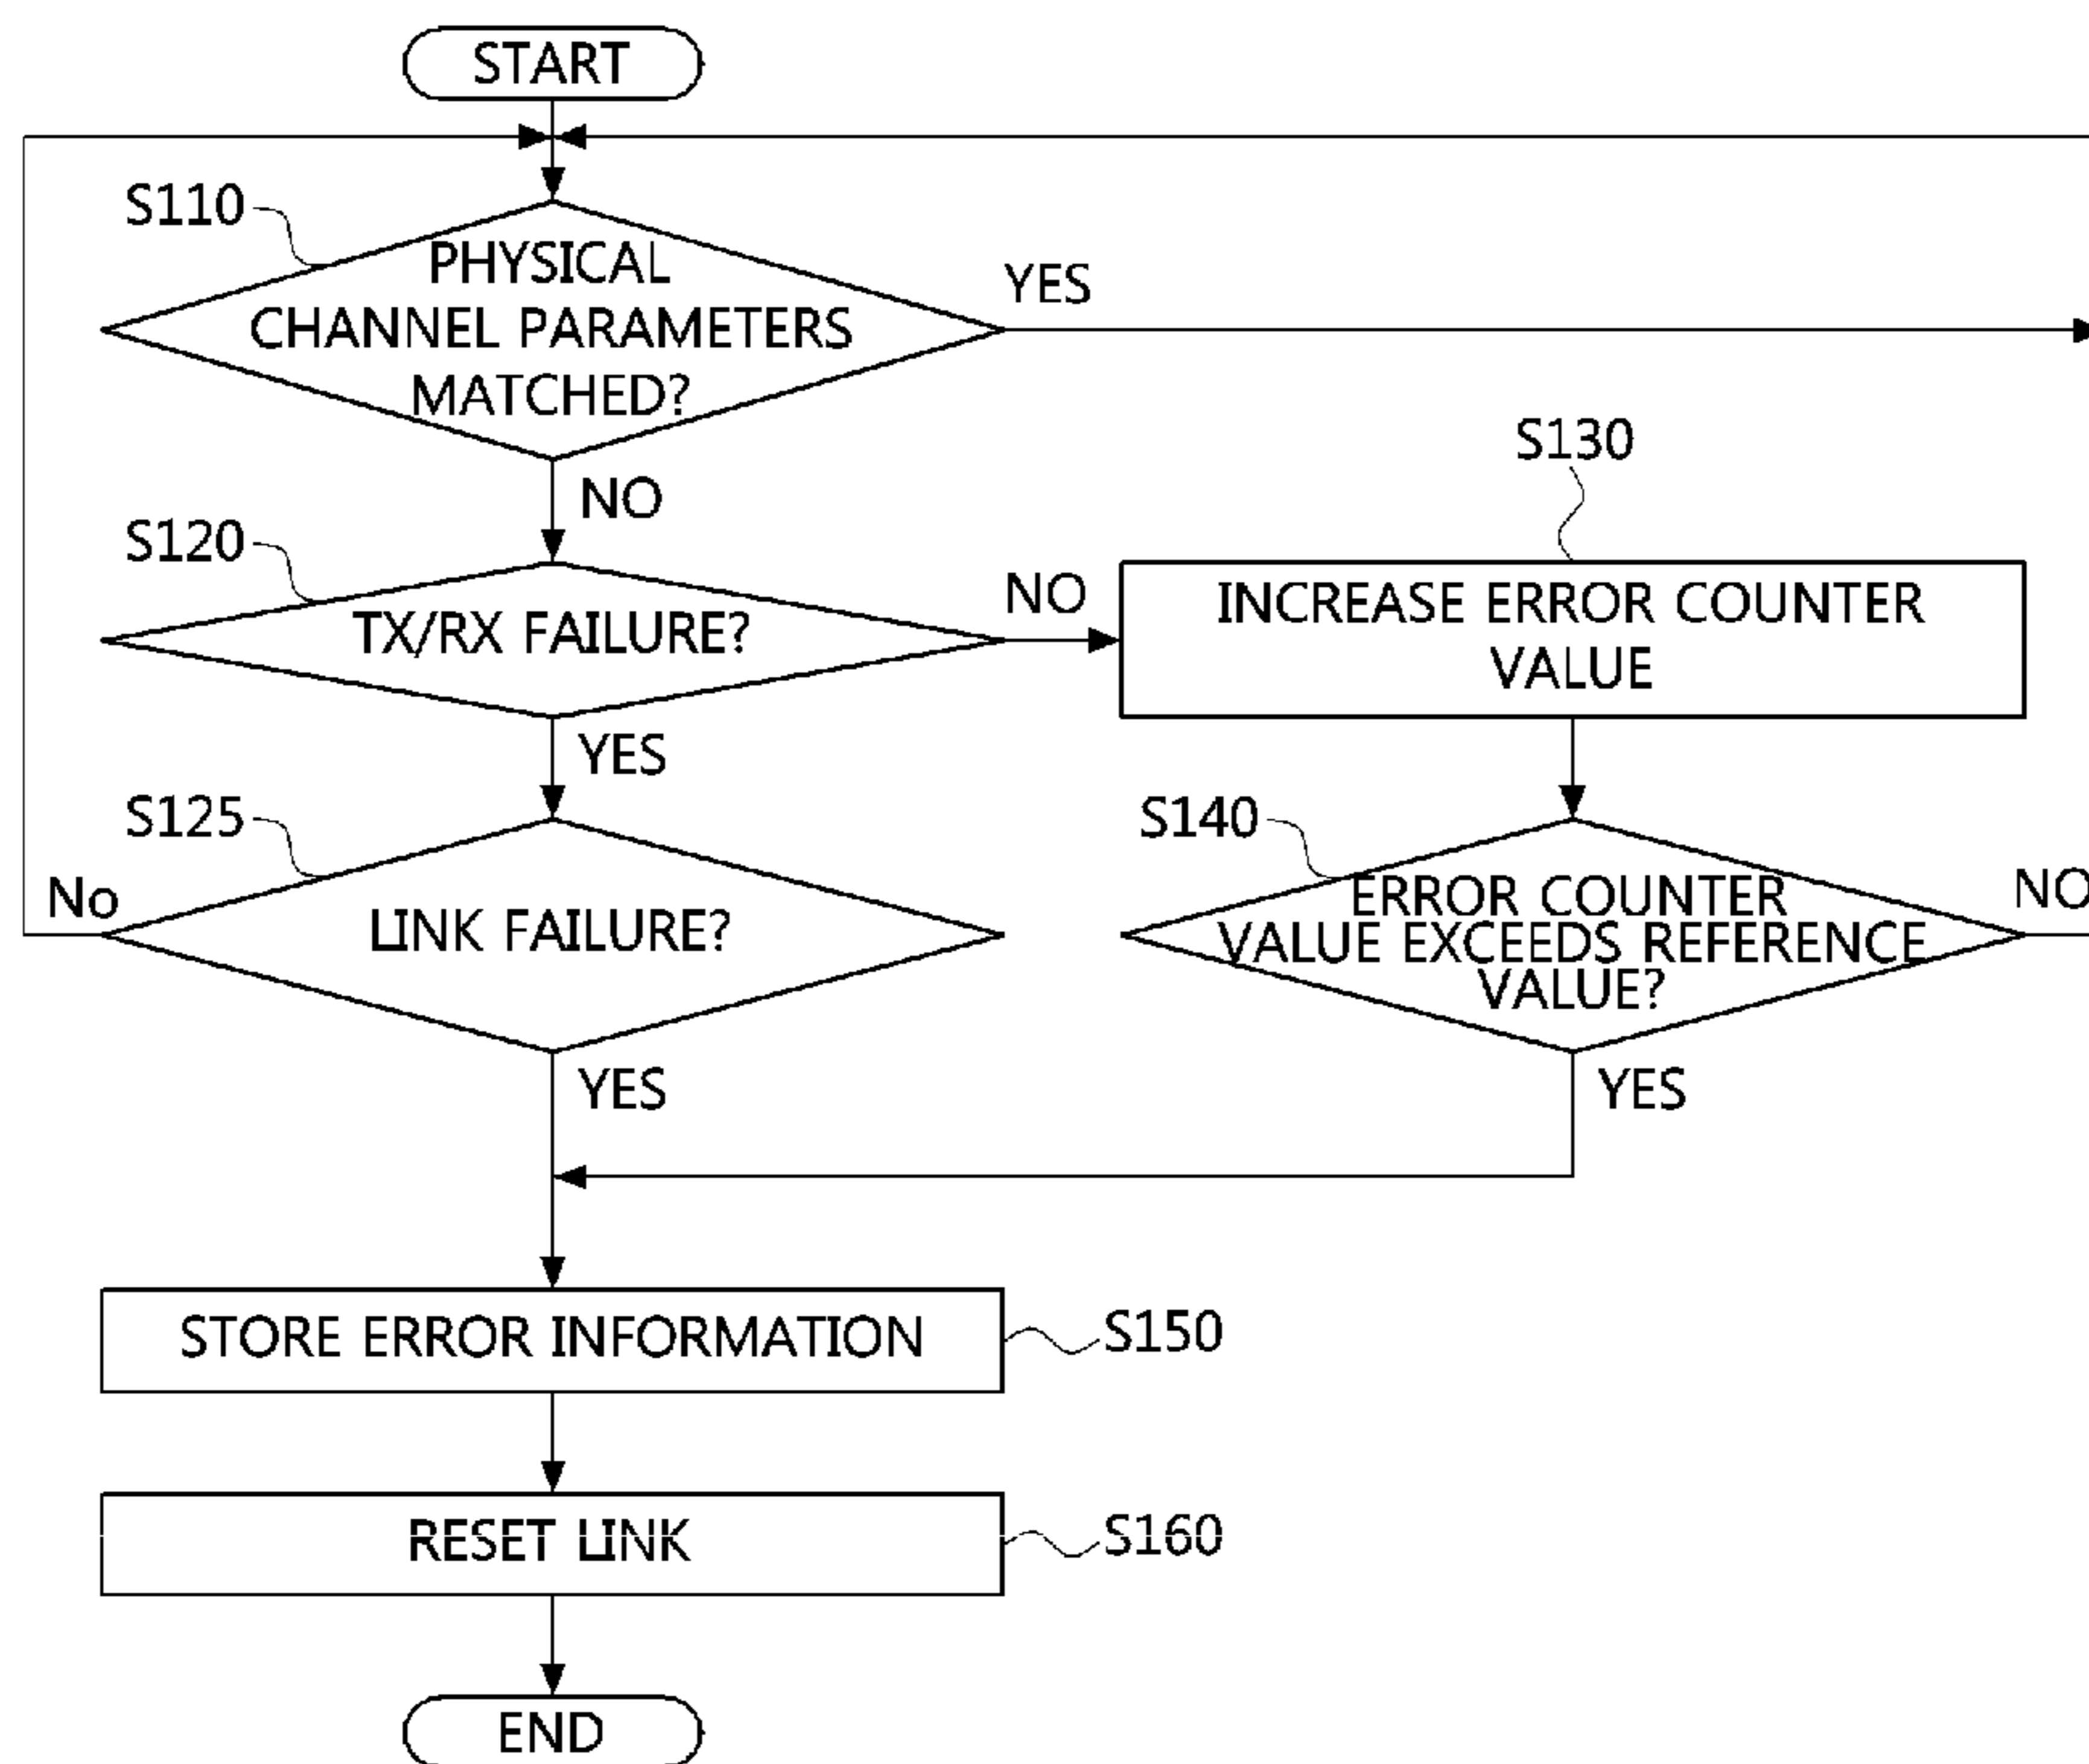 START
S110
PHYSICAL
CHANNEL PARAMETERS
MATCHED?
YES
NO
S120
TX/RX FAILURE?
NO
S130
INCREASE ERROR COUNTER
VALUE
YES
S125
LINK FAILURE?
No
YES
S140
ERROR COUNTER
VALUE EXCEEDS REFERENCE
VALUE?
NO
YES
STORE ERROR INFORMATION
S150
RESET LINK
S160
END